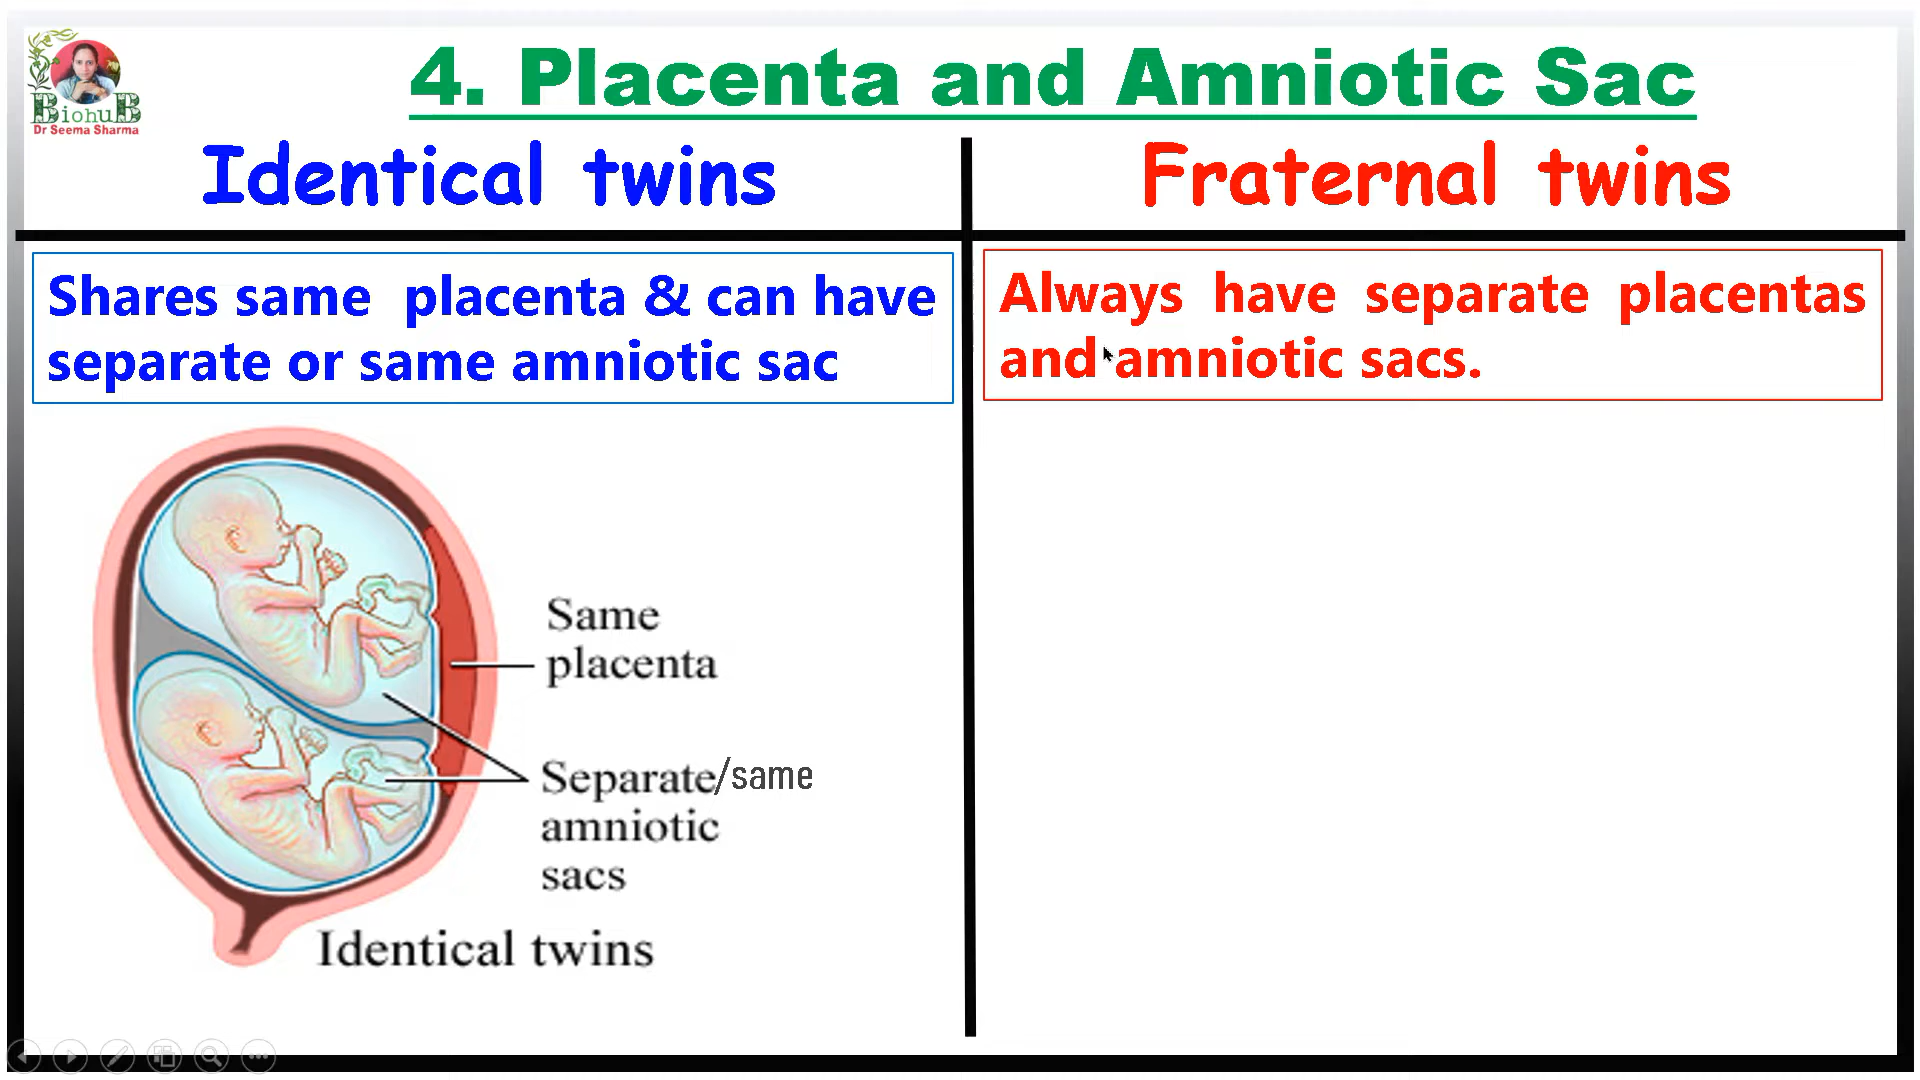 BiohuB
Dr Seema Sharma
4. Placenta and Amniotic Sac
Identical twins
Fraternal twins
Shares same placenta & can have
separate or same amniotic sac
Always have separate placentas
and amniotic sacs.
Same
placenta
Separate/same
amniotic
sacs
Identical twins